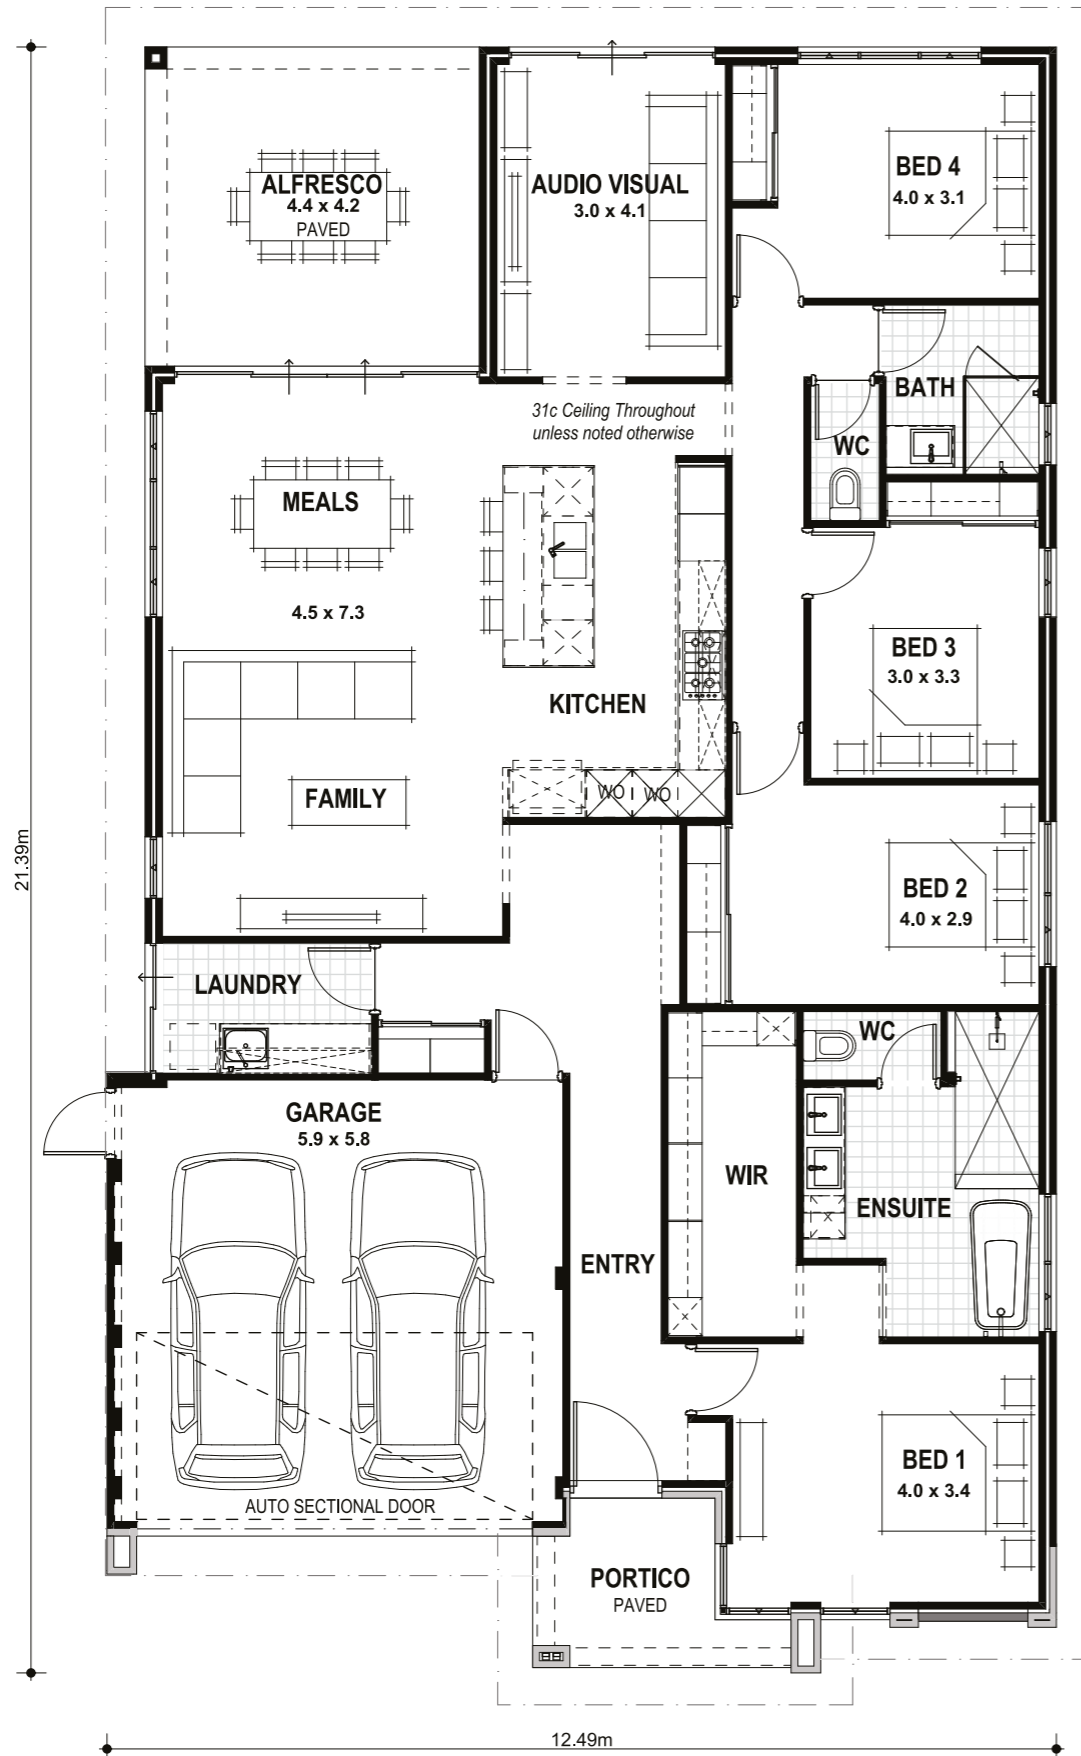 ALFRESCO
4.4 x 4.2
PAVED
AUDIO VISUAL
3.0 x 4.1
BED 4
4.0 x 3.1
31c Ceiling Throughout
unless noted otherwise
BATH
WC
MEALS
4.5 x 7.3
BED 3
3.0 x 3.3
KITCHEN
FAMILY
WO
WO
21.39m
BED 2
4.0 x 2.9
LAUNDRY
WC
GARAGE
5.9 x 5.8
WIR
ENSUITE
ENTRY
BED 1
4.0 x 3.4
AUTO SECTIONAL DOOR
PORTICO
PAVED
12.49m